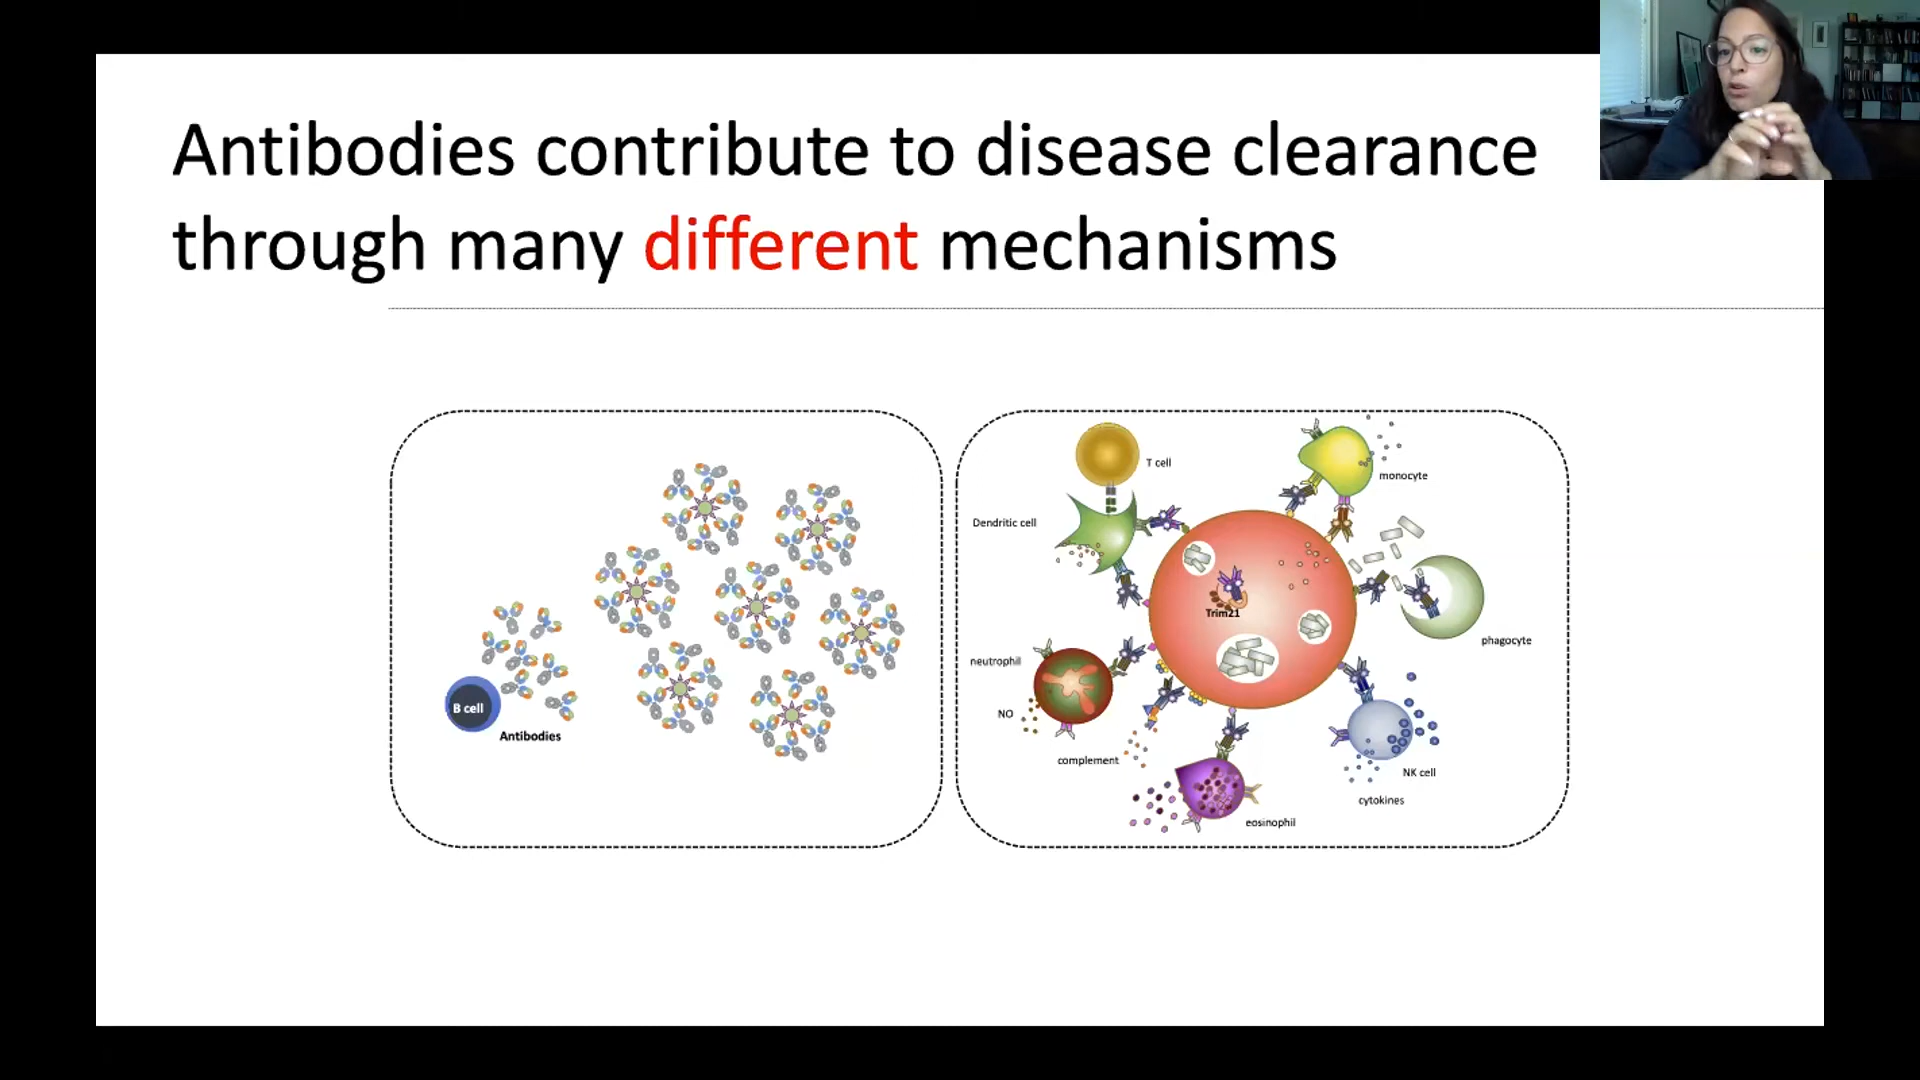 Antibodies contribute to disease clearance
through many different mechanisms
B cell
Antibodies
T cell
monocyte
Dendritic cell
Trim21
phagocyte
neutrophil
NO
complement
NK cell
cytokines
eosinophil